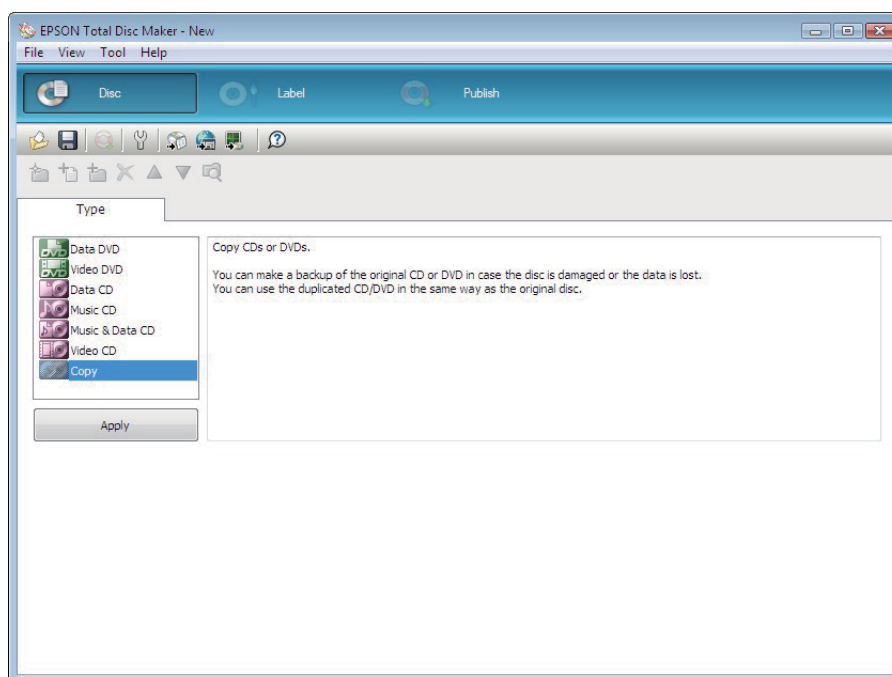 EPSON Total Disc Maker - New
File View Tool Help
Disc Label Publish
Type
Data DVD
Video DVD
Data CD
Music CD
Music & Data CD
Video CD
Copy
Apply
Copy CDs or DVDs.
You can make a backup of the original CD or DVD in case the disc is damaged or the data is lost.
You can use the duplicated CD/DVD in the same way as the original disc.